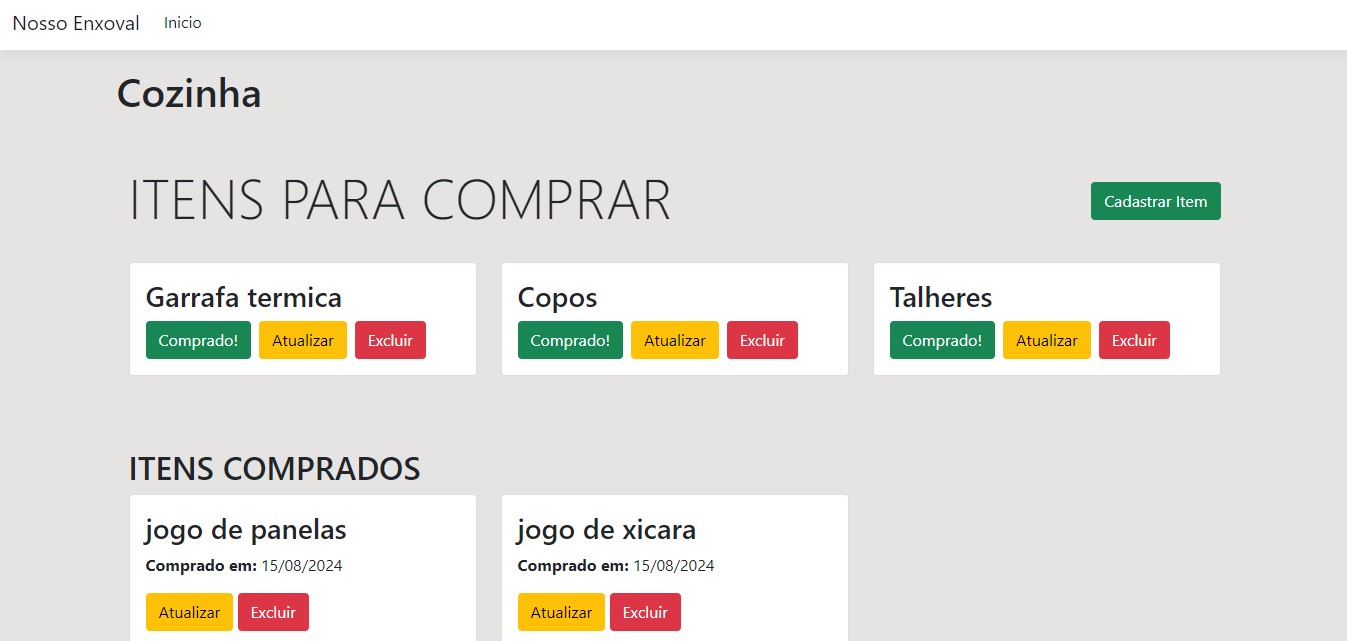 Nosso Enxoval Inicio
Cozinha
ITENS PARA COMPRAR
Cadastrar Item
Garrafa termica
Comprado! Atualizar Excluir
Copos
Comprado! Atualizar Excluir
Talheres
Comprado! Atualizar Excluir
ITENS COMPRADOS
jogo de panelas
Comprado em: 15/08/2024
Atualizar Excluir
jogo de xicara
Comprado em: 15/08/2024
Atualizar Excluir